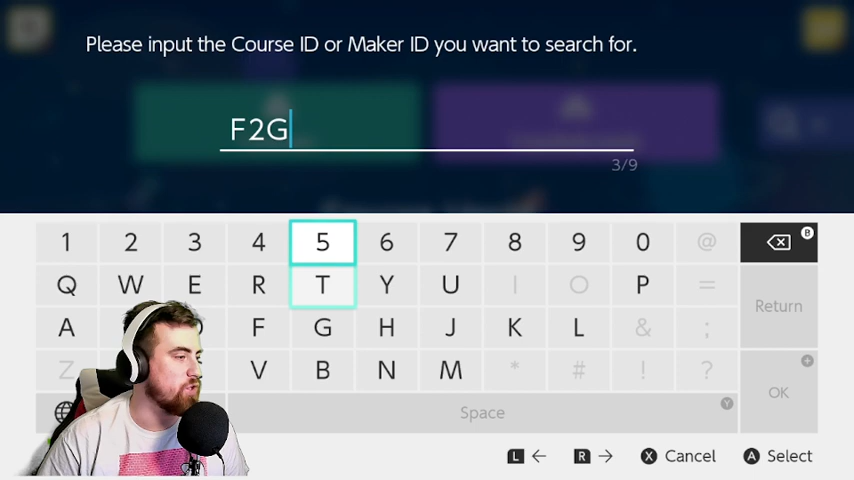 Please input the Course ID or Maker ID you want to search for.
F2G
3/9
1 2 3 4 5 6 7 8 9 0 @
Q W E R T Y U I O P = Return
A F G H J K L & ;
Z V B N M * # ! ? OK
Space
L ← R → X Cancel A Select